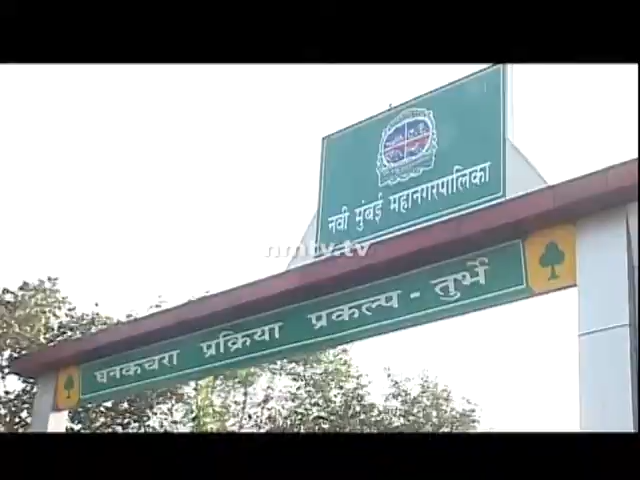 नवी मुंबई महानगरपालिका
nmtv.tv
घनकचरा प्रक्रिया प्रकल्प - तुर्भे